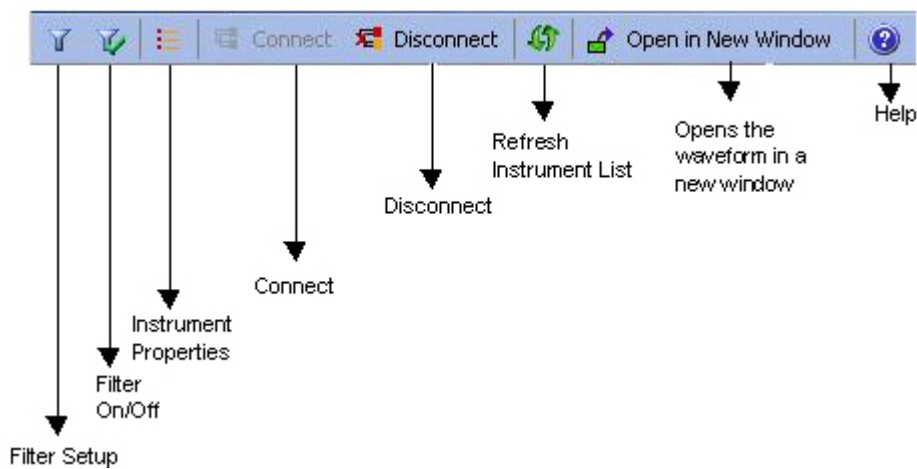 Connect
Disconnect
Open in New Window
Help
Opens the
waveform in a
new window
Refresh
Instrument List
Disconnect
Connect
Instrument
Properties
Filter
On/Off
Filter Setup